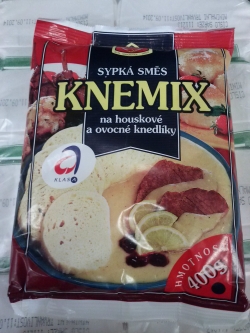 SYPKÁ SMĚS
KNEMIX
na houskové
a ovocné knedlíky
KLASA
HMOTNOST
400g